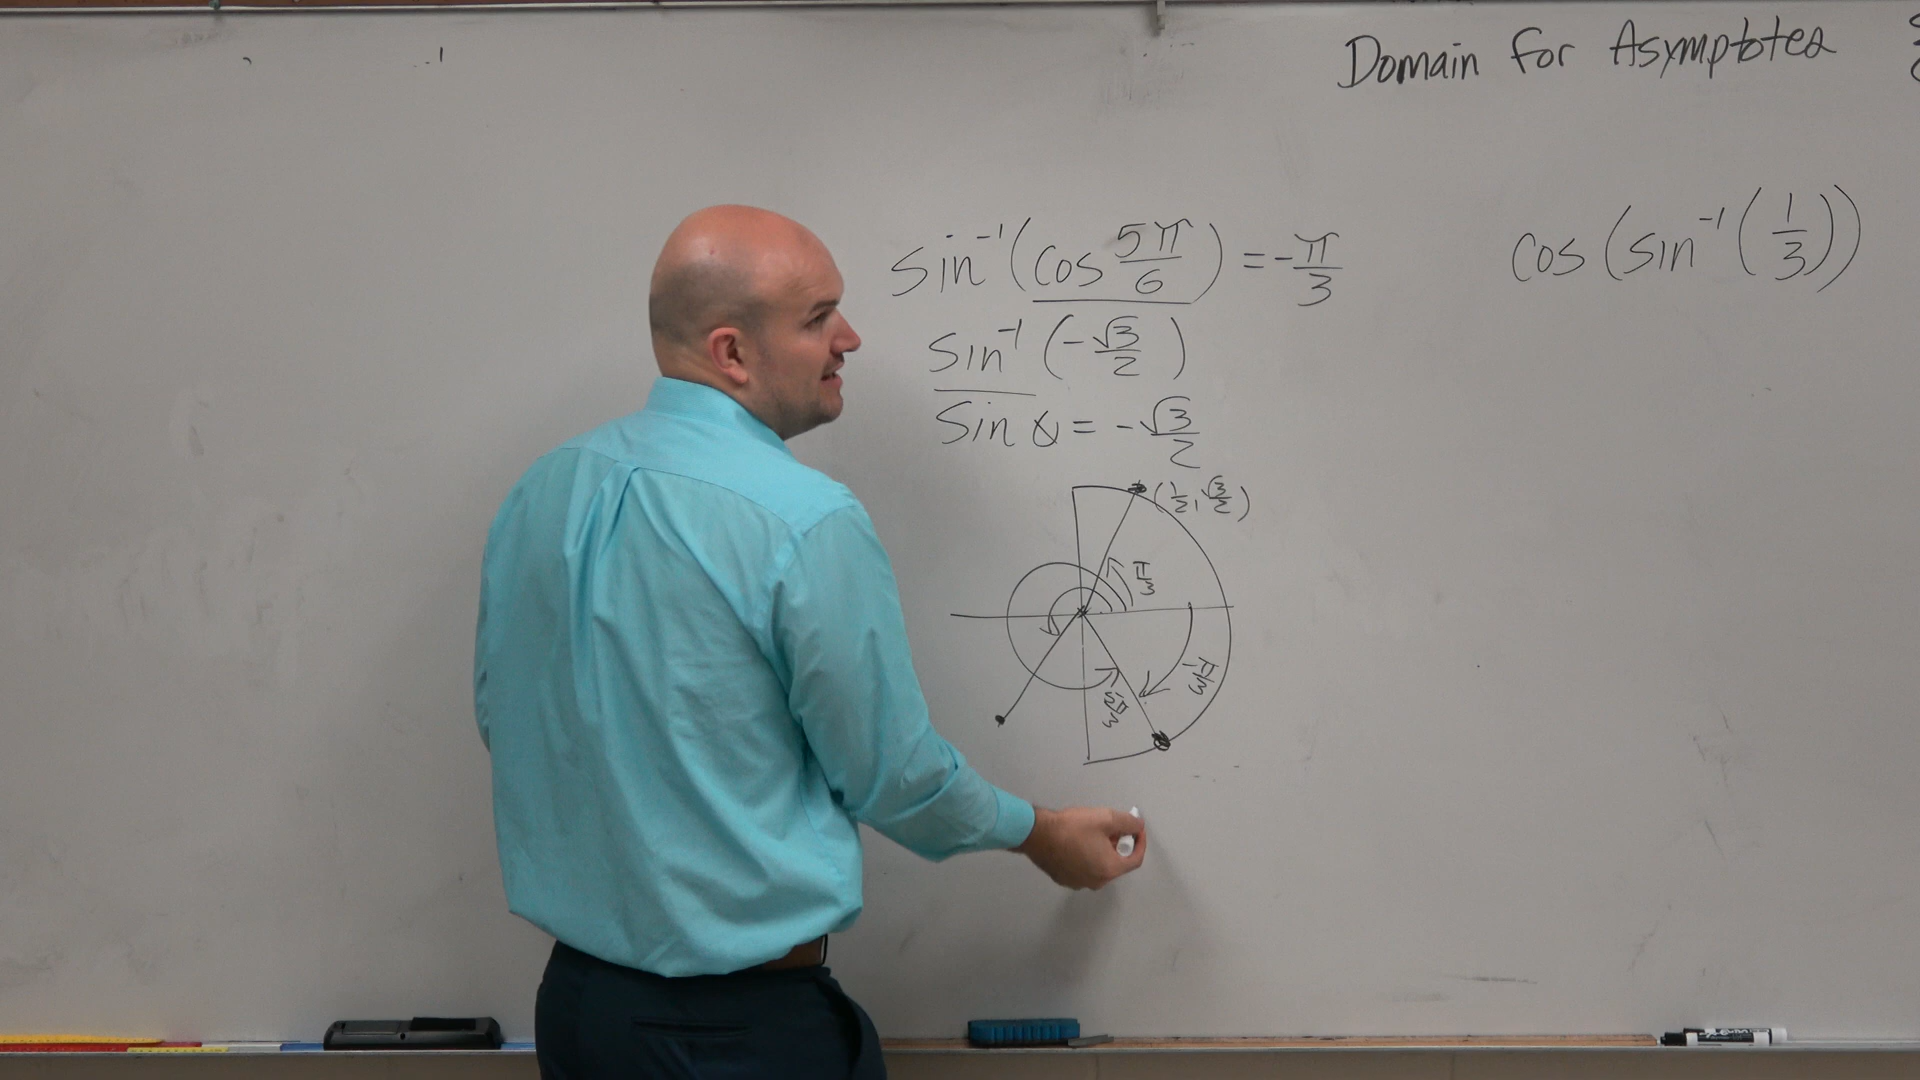 Domain for Asymptotes
sin⁻¹(cos 5π/6) = -π/3
cos(sin⁻¹(1/3))
sin⁻¹(-√3/2)
sin θ = -√3/2
(1/2, √3/2)
π/3
-π/3
5π/3